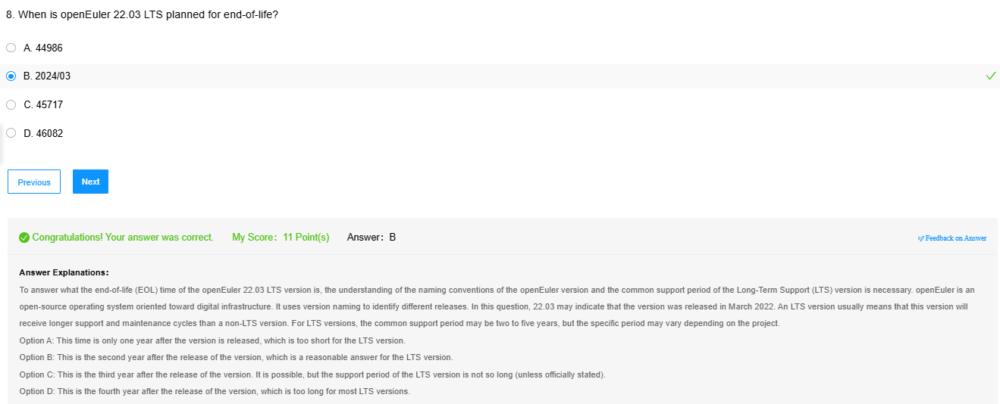 8. When is openEuler 22.03 LTS planned for end-of-life?
A. 44986
B. 2024/03
C. 45717
D. 46082
Previous
Next
Congratulations! Your answer was correct. My Score: 11 Point(s) Answer: B
Feedback on Answer
Answer Explanations:
To answer what the end-of-life (EOL) time of the openEuler 22.03 LTS version is, the understanding of the naming conventions of the openEuler version and the common support period of the Long-Term Support (LTS) version is necessary. openEuler is an
open-source operating system oriented toward digital infrastructure. It uses version naming to identify different releases. In this question, 22.03 may indicate that the version was released in March 2022. An LTS version usually means that this version will
receive longer support and maintenance cycles than a non-LTS version. For LTS versions, the common support period may be two to five years, but the specific period may vary depending on the project.
Option A: This time is only one year after the version is released, which is too short for the LTS version.
Option B: This is the second year after the release of the version, which is a reasonable answer for the LTS version.
Option C: This is the third year after the release of the version. It is possible, but the support period of the LTS version is not so long (unless officially stated).
Option D: This is the fourth year after the release of the version, which is too long for most LTS versions.